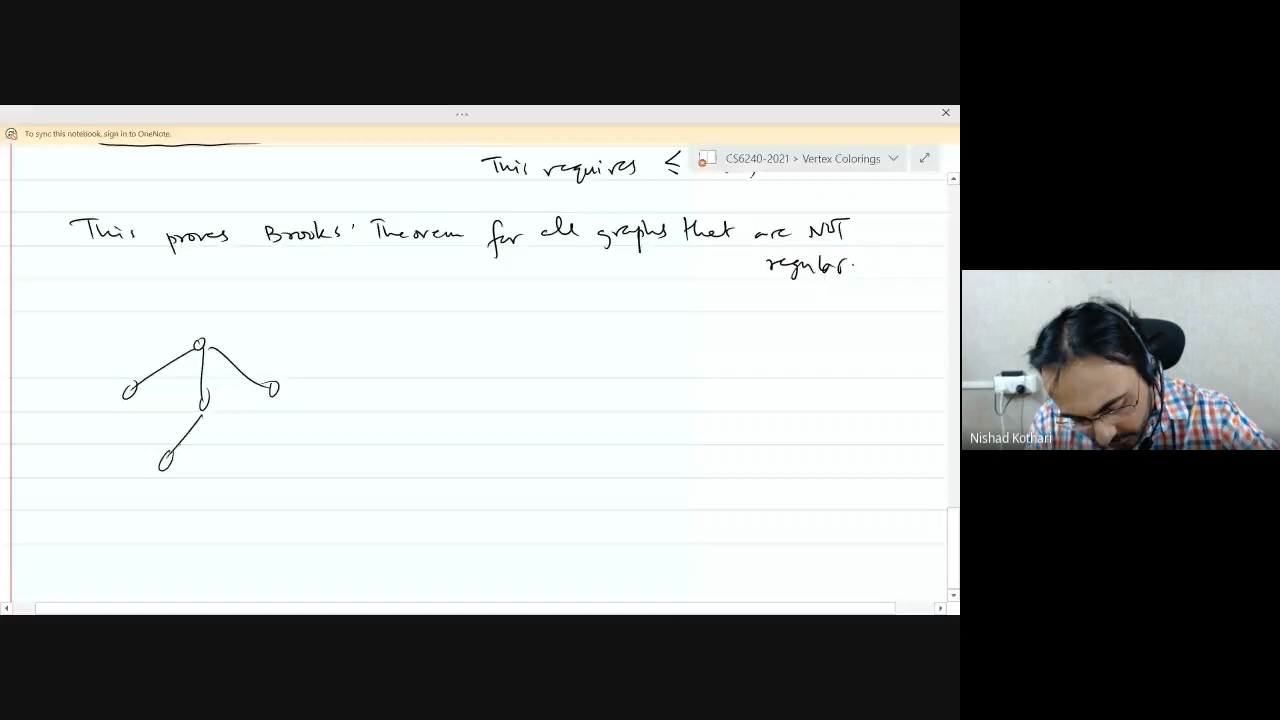 To sync this notebook, sign in to OneNote.
This requires ≤
CS6240-2021 > Vertex Colorings
This proves Brooks' Theorem for all graphs that are NOT
regular.
Nishad Kothari